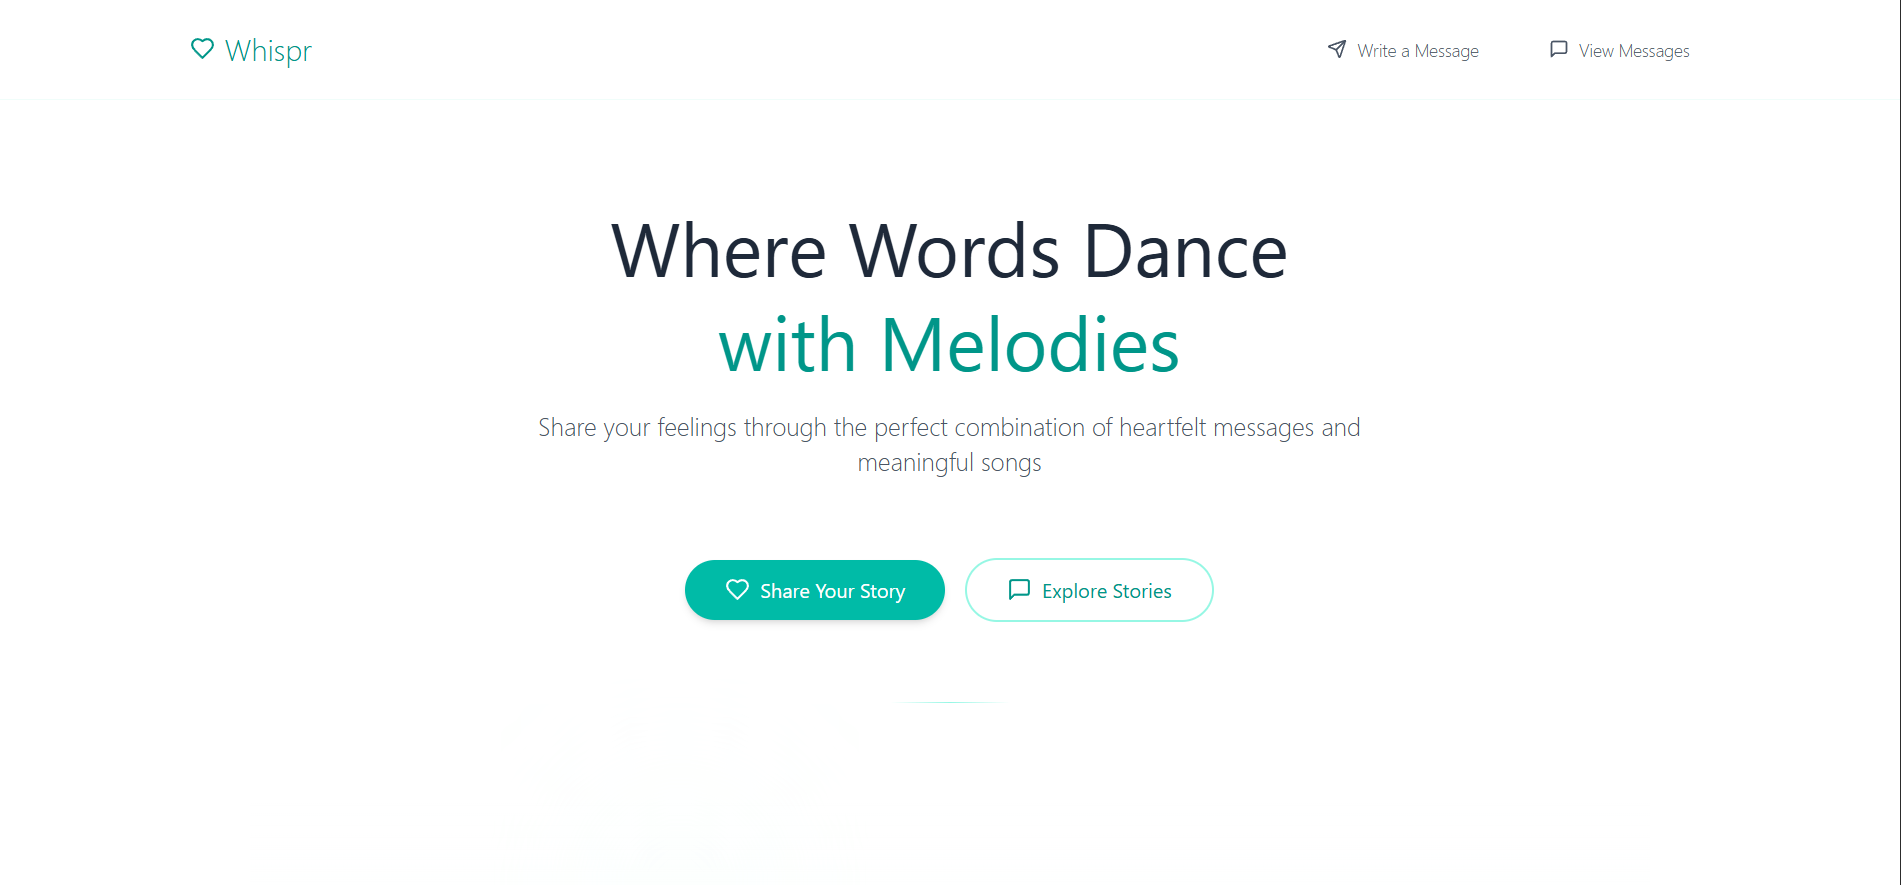 Whispr
Write a Message
View Messages
Where Words Dance
with Melodies
Share your feelings through the perfect combination of heartfelt messages and
meaningful songs
Share Your Story
Explore Stories